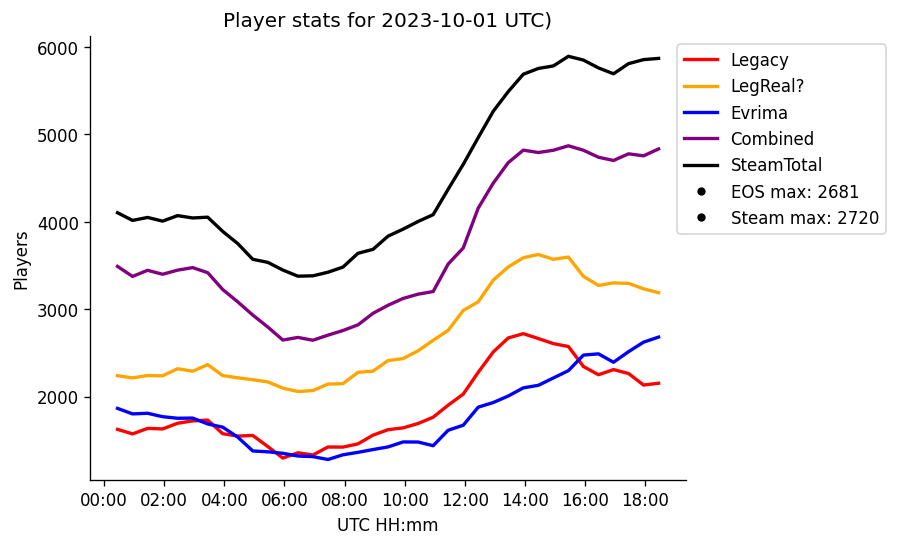 Player stats for 2023-10-01 UTC)
6000
5000
4000
3000
2000
Players
00:00 02:00 04:00 06:00 08:00 10:00 12:00 14:00 16:00 18:00
UTC HH:mm
Legacy
LegReal?
Evrima
Combined
SteamTotal
EOS max: 2681
Steam max: 2720